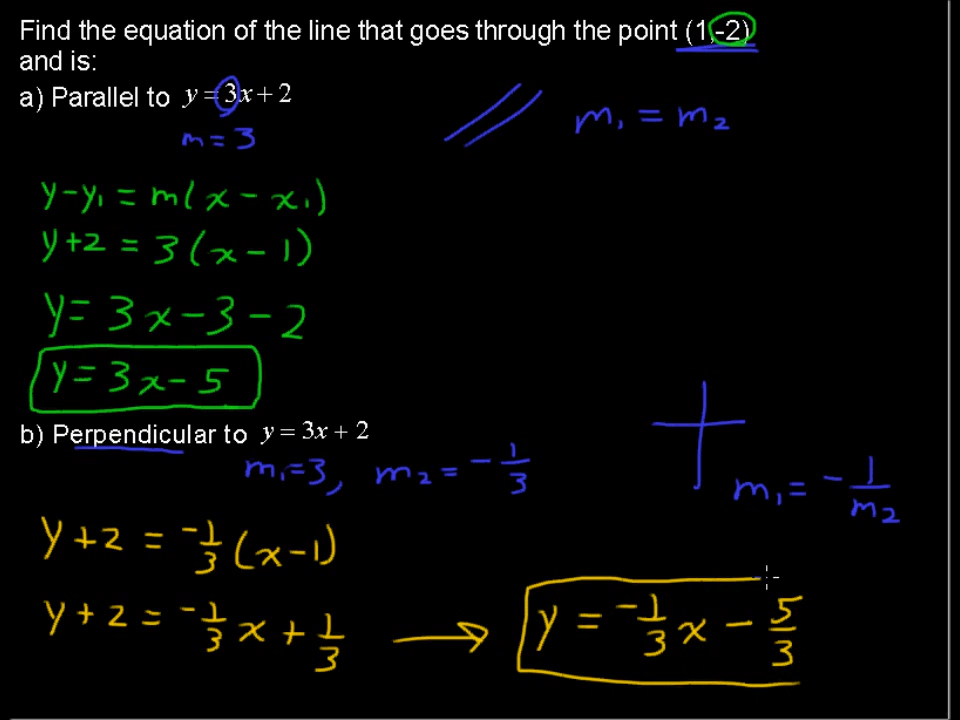 Find the equation of the line that goes through the point (1,-2)
and is:
a) Parallel to y = 3x + 2
m = 3
m₁ = m₂
y - y₁ = m(x - x₁)
y + 2 = 3(x - 1)
y = 3x - 3 - 2
y = 3x - 5
b) Perpendicular to y = 3x + 2
m₁ = 3, m₂ = -1/3
m₁ = -1/m₂
y + 2 = -1/3 (x - 1)
y + 2 = -1/3 x + 1/3 → y = -1/3 x - 5/3